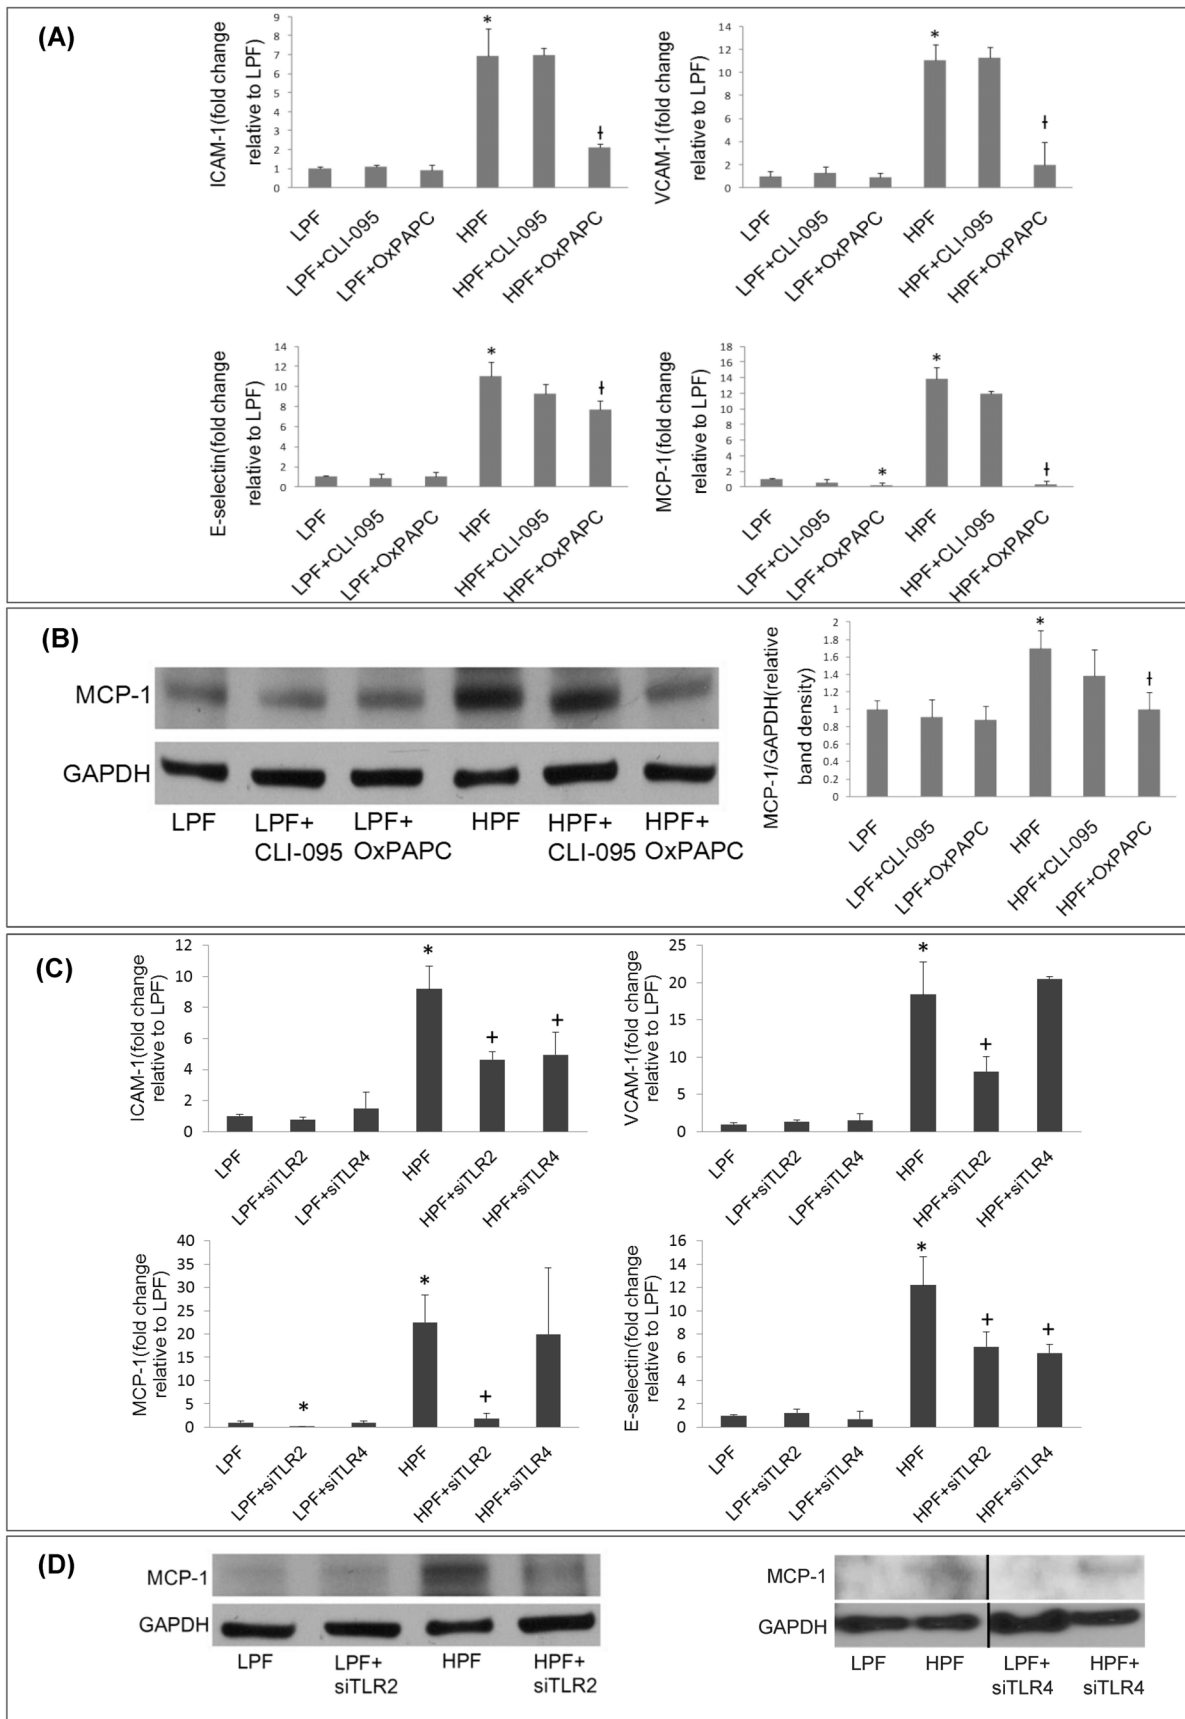 (A)
ICAM-1(fold change
relative to LPF)
9
8
7
6
5
4
3
2
1
0
*
ƚ
LPF
LPF+CLI-095
LPF+OxPAPC
HPF
HPF+CLI-095
HPF+OxPAPC
VCAM-1(fold change
relative to LPF)
14
12
10
8
6
4
2
0
*
ƚ
LPF
LPF+CLI-095
LPF+OxPAPC
HPF
HPF+CLI-095
HPF+OxPAPC
E-selectin(fold change
relative to LPF)
14
12
10
8
6
4
2
0
*
ƚ
LPF
LPF+CLI-095
LPF+OxPAPC
HPF
HPF+CLI-095
HPF+OxPAPC
MCP-1(fold change
relative to LPF)
18
16
14
12
10
8
6
4
2
0
*
*
ƚ
LPF
LPF+CLI-095
LPF+OxPAPC
HPF
HPF+CLI-095
HPF+OxPAPC
(B)
MCP-1
GAPDH
LPF
LPF+
CLI-095
LPF+
OxPAPC
HPF
HPF+
CLI-095
HPF+
OxPAPC
MCP-1/GAPDH(relative
band density)
2
1.8
1.6
1.4
1.2
1
0.8
0.6
0.4
0.2
0
*
ƚ
LPF
LPF+CLI-095
LPF+OxPAPC
HPF
HPF+CLI-095
HPF+OxPAPC
(C)
ICAM-1(fold change
relative to LPF)
12
10
8
6
4
2
0
*
+
+
LPF
LPF+siTLR2
LPF+siTLR4
HPF
HPF+siTLR2
HPF+siTLR4
VCAM-1(fold change
relative to LPF)
25
20
15
10
5
0
*
+
LPF
LPF+siTLR2
LPF+siTLR4
HPF
HPF+siTLR2
HPF+siTLR4
MCP-1(fold change
relative to LPF)
40
35
30
25
20
15
10
5
0
*
*
+
LPF
LPF+siTLR2
LPF+siTLR4
HPF
HPF+siTLR2
HPF+siTLR4
E-selectin(fold change
relative to LPF)
16
14
12
10
8
6
4
2
0
*
+
+
LPF
LPF+siTLR2
LPF+siTLR4
HPF
HPF+siTLR2
HPF+siTLR4
(D)
MCP-1
GAPDH
LPF
LPF+
siTLR2
HPF
HPF+
siTLR2
MCP-1
GAPDH
LPF
HPF
LPF+
siTLR4
HPF+
siTLR4